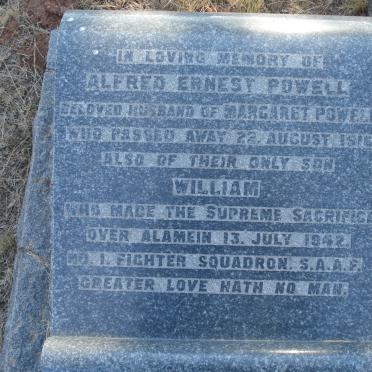 IN LOVING MEMORY OF
ALFRED ERNEST POWELL
BELOVED HUSBAND OF MARGARET POWELL
WHO PASSED AWAY 22. AUGUST
ALSO OF THEIR ONLY SON
WILLIAM
WHO MADE THE SUPREME SACRIFICE
OVER ALAMEIN 13. JULY 1942.
NO. 1. FIGHTER SQUADRON. S.A.A.F.
GREATER LOVE HATH NO MAN.